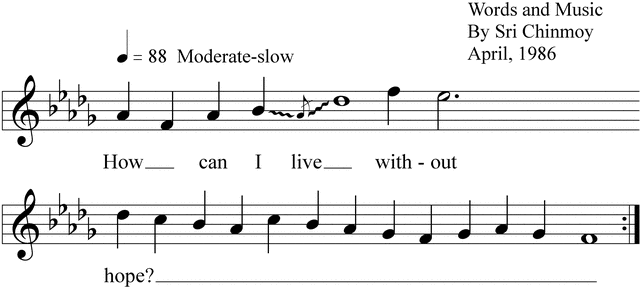 Words and Music
By Sri Chinmoy
April, 1986
= 88 Moderate-slow
How___ can I live___ with - out
hope?___